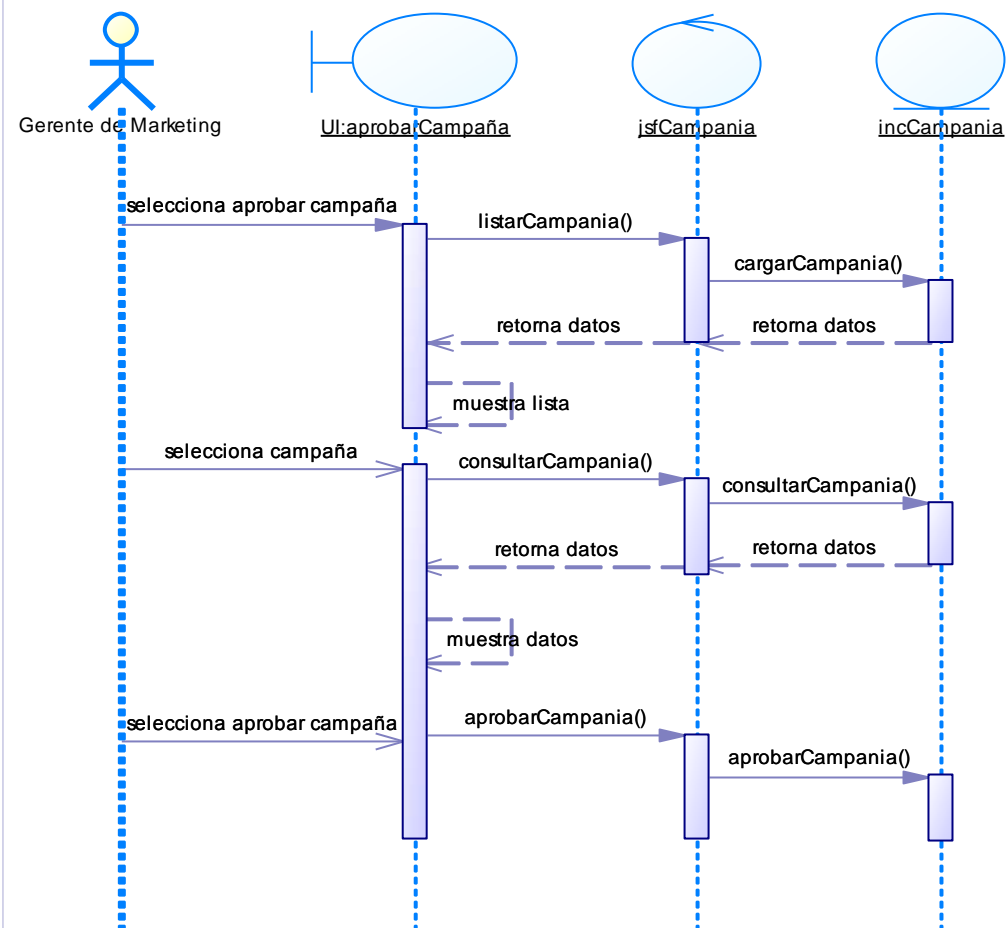 Gerente de Marketing
UI:aprobarCampaña
jsfCampania
incCampania
selecciona aprobar campaña
listarCampania()
cargarCampania()
retorna datos
retorna datos
muestra lista
selecciona campaña
consultarCampania()
consultarCampania()
retorna datos
retorna datos
muestra datos
selecciona aprobar campaña
aprobarCampania()
aprobarCampania()